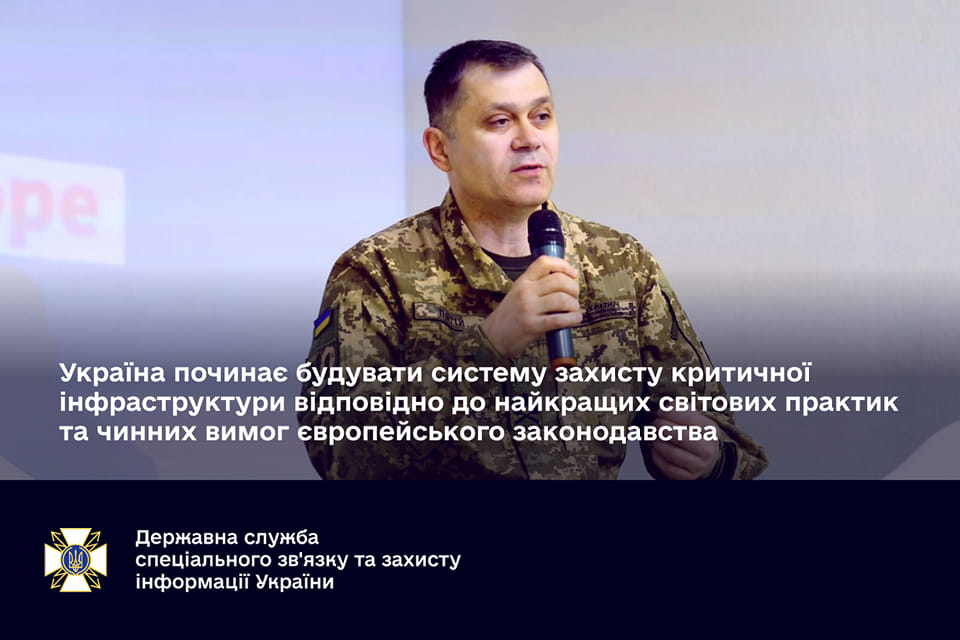 ope
Україна починає будувати систему захисту критичної
інфраструктури відповідно до найкращих світових практик
та чинних вимог європейського законодавства
Державна служба
спеціального зв'язку та захисту
інформації України